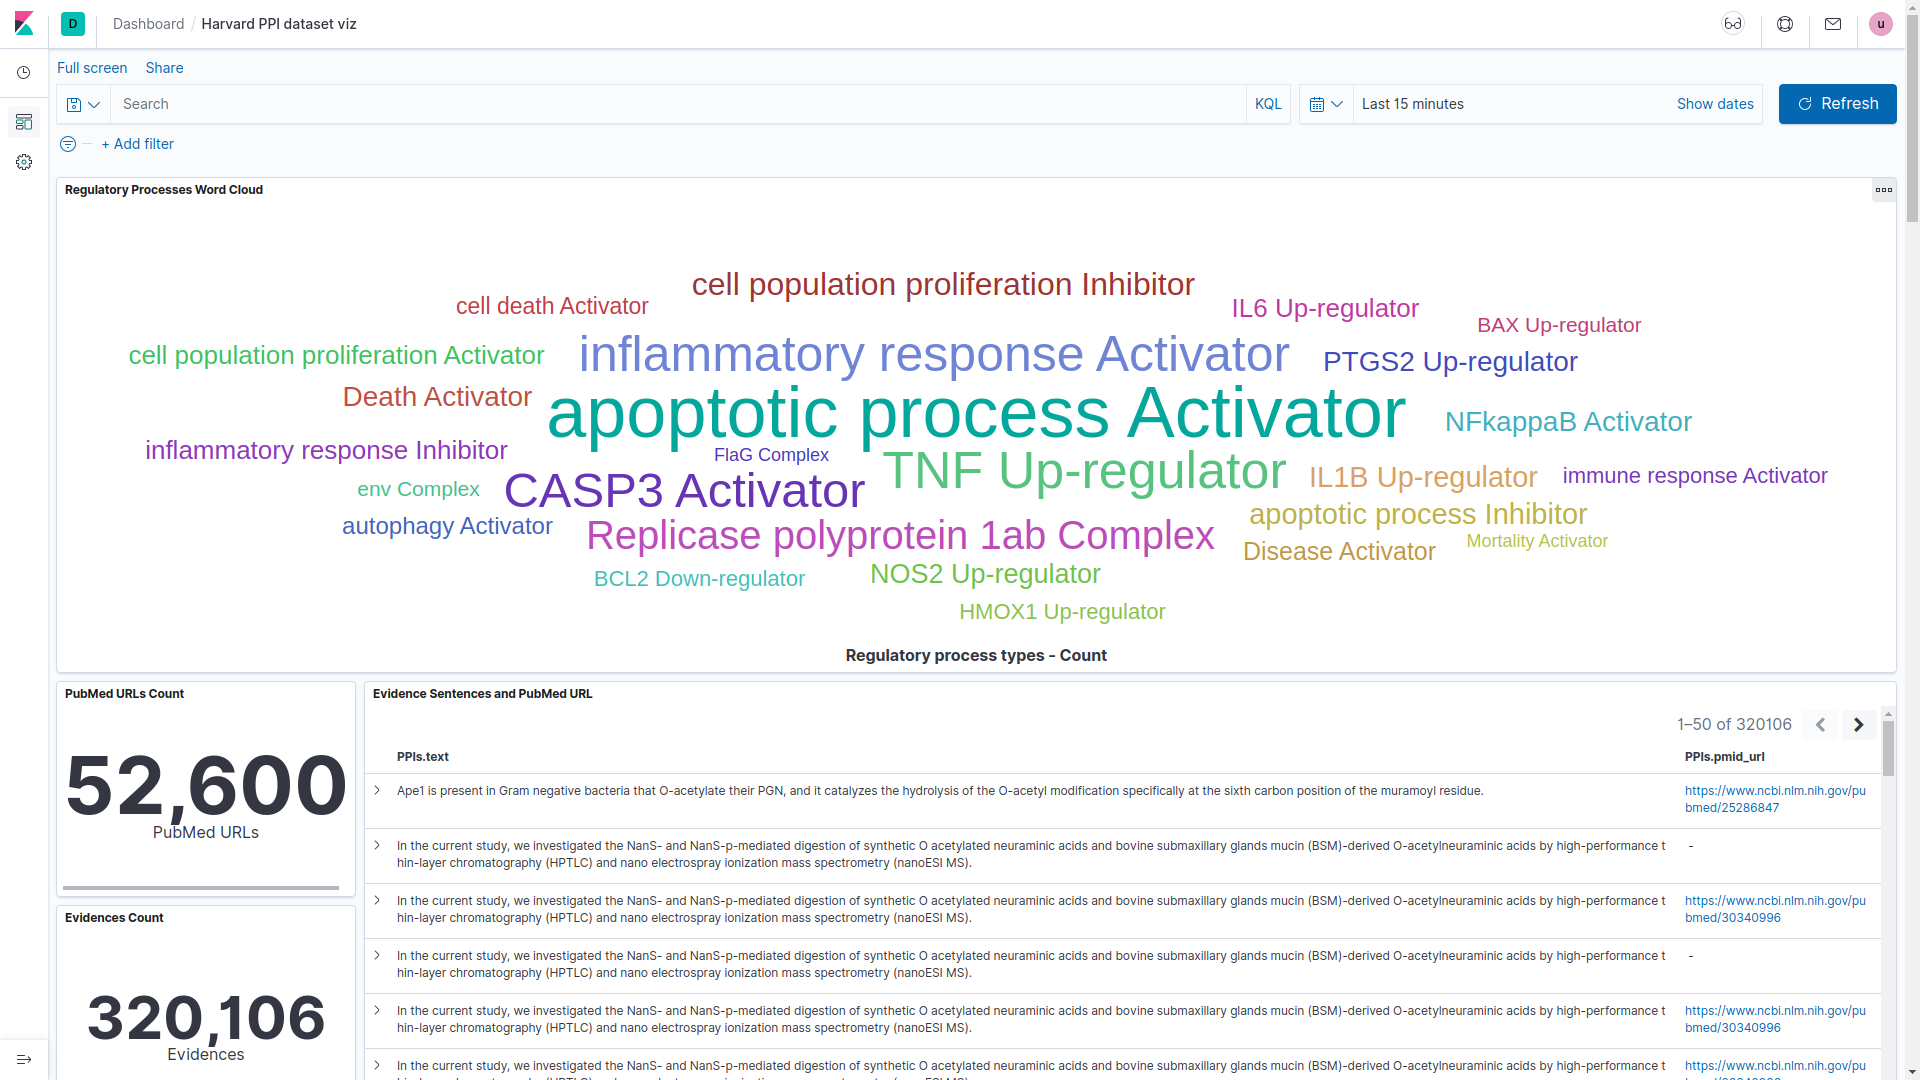 D
Dashboard / Harvard PPI dataset viz
u
Full screen Share
Search
KQL
Last 15 minutes
Show dates
Refresh
+ Add filter
Regulatory Processes Word Cloud
cell population proliferation Inhibitor
cell death Activator
IL6 Up-regulator
BAX Up-regulator
cell population proliferation Activator
inflammatory response Activator
PTGS2 Up-regulator
Death Activator
apoptotic process Activator
NFkappaB Activator
inflammatory response Inhibitor
FlaG Complex
TNF Up-regulator
IL1B Up-regulator
immune response Activator
env Complex
CASP3 Activator
autophagy Activator
Replicase polyprotein 1ab Complex
apoptotic process Inhibitor
Disease Activator
Mortality Activator
BCL2 Down-regulator
NOS2 Up-regulator
HMOX1 Up-regulator
Regulatory process types - Count
PubMed URLs Count
52,600
PubMed URLs
Evidences Count
320,106
Evidences
Evidence Sentences and PubMed URL
1–50 of 320106
PPIs.text PPIs.pmid_url
Ape1 is present in Gram negative bacteria that O-acetylate their PGN, and it catalyzes the hydrolysis of the O-acetyl modification specifically at the sixth carbon position of the muramoyl residue.
https://www.ncbi.nlm.nih.gov/pu
bmed/25286847
In the current study, we investigated the NanS- and NanS-p-mediated digestion of synthetic O acetylated neuraminic acids and bovine submaxillary glands mucin (BSM)-derived O-acetylneuraminic acids by high-performance t
hin-layer chromatography (HPTLC) and nano electrospray ionization mass spectrometry (nanoESI MS).
-
In the current study, we investigated the NanS- and NanS-p-mediated digestion of synthetic O acetylated neuraminic acids and bovine submaxillary glands mucin (BSM)-derived O-acetylneuraminic acids by high-performance t
hin-layer chromatography (HPTLC) and nano electrospray ionization mass spectrometry (nanoESI MS).
https://www.ncbi.nlm.nih.gov/pu
bmed/30340996
In the current study, we investigated the NanS- and NanS-p-mediated digestion of synthetic O acetylated neuraminic acids and bovine submaxillary glands mucin (BSM)-derived O-acetylneuraminic acids by high-performance t
hin-layer chromatography (HPTLC) and nano electrospray ionization mass spectrometry (nanoESI MS).
-
In the current study, we investigated the NanS- and NanS-p-mediated digestion of synthetic O acetylated neuraminic acids and bovine submaxillary glands mucin (BSM)-derived O-acetylneuraminic acids by high-performance t
hin-layer chromatography (HPTLC) and nano electrospray ionization mass spectrometry (nanoESI MS).
https://www.ncbi.nlm.nih.gov/pu
bmed/30340996
In the current study, we investigated the NanS- and NanS-p-mediated digestion of synthetic O acetylated neuraminic acids and bovine submaxillary glands mucin (BSM)-derived O-acetylneuraminic acids by high-performance t
https://www.ncbi.nlm.nih.gov/pu